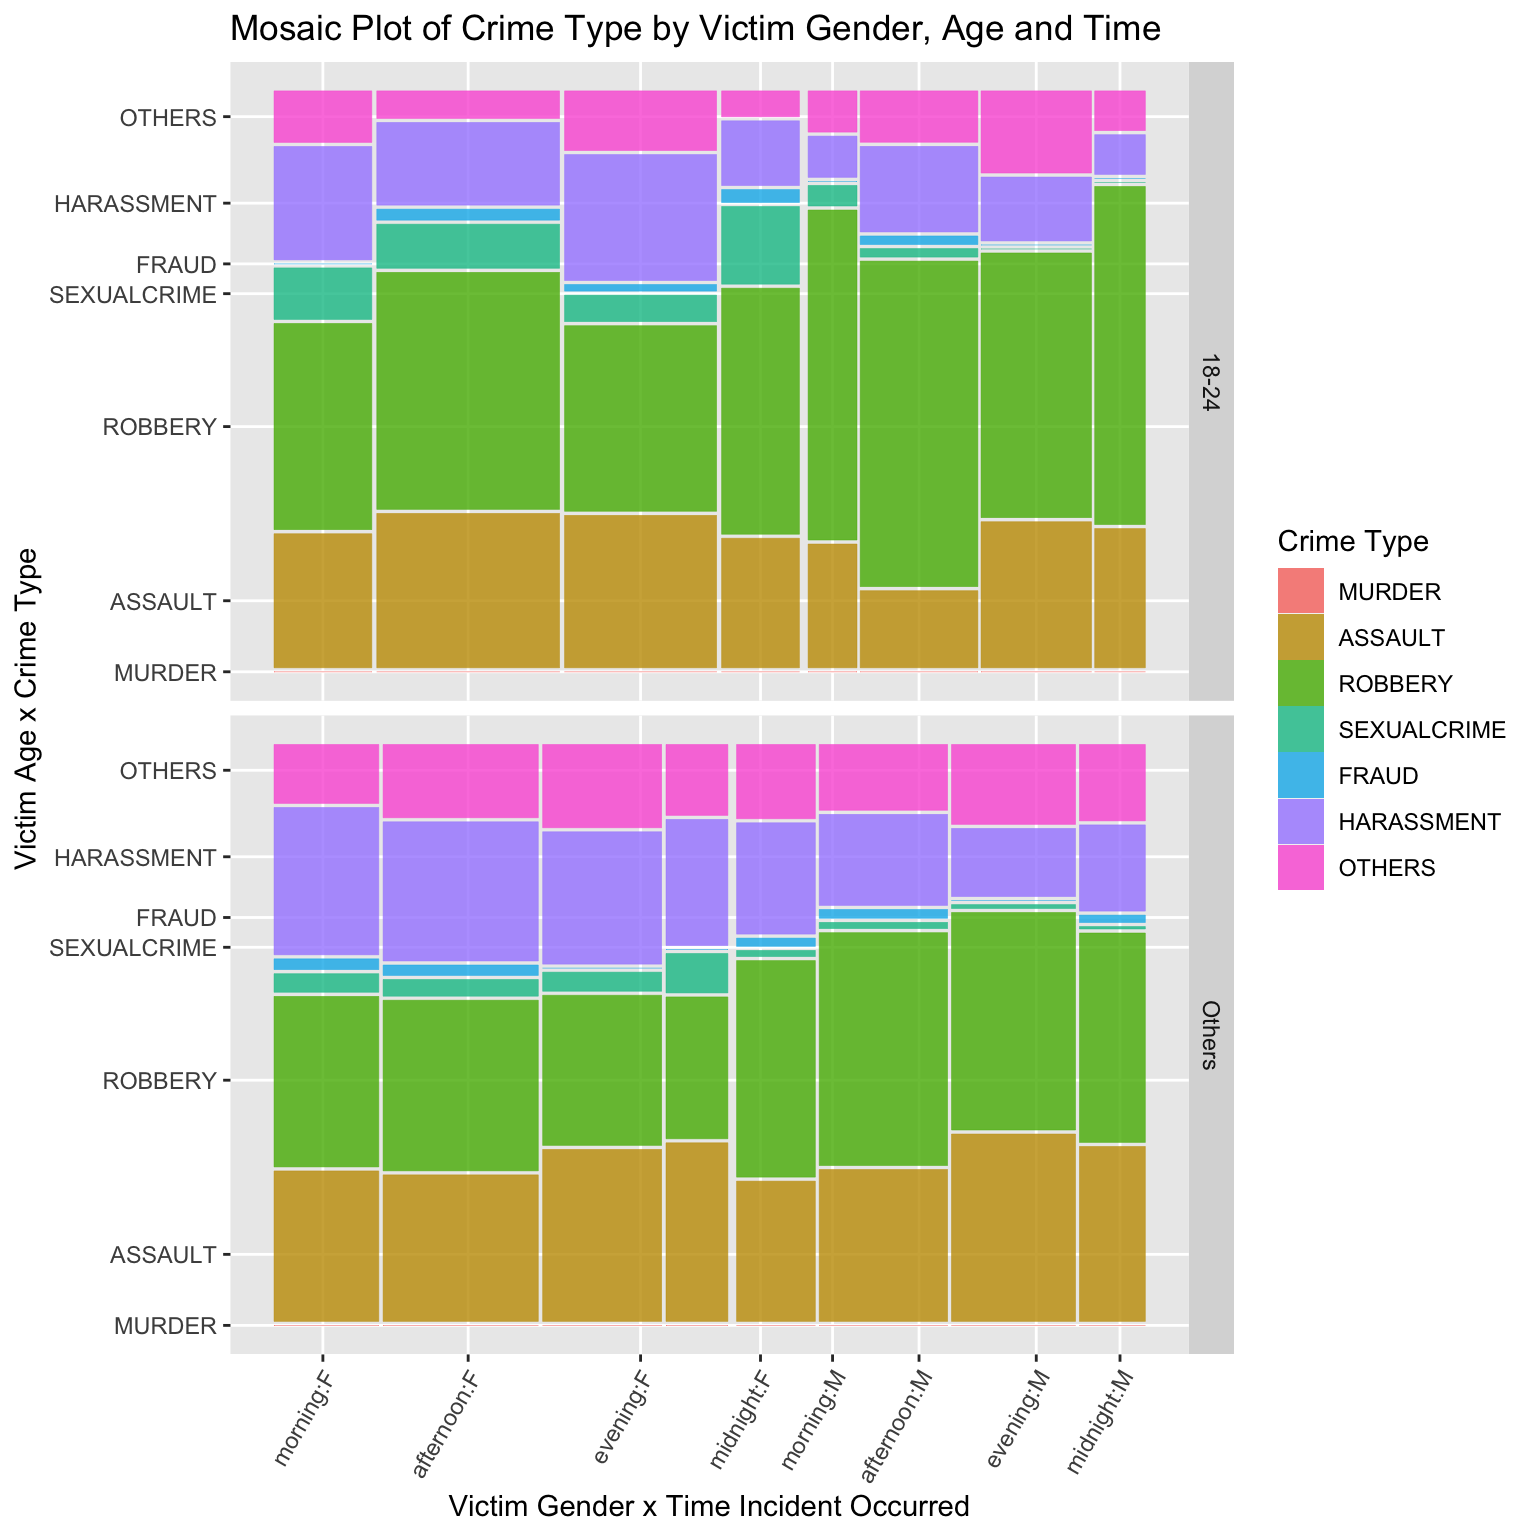 Mosaic Plot of Crime Type by Victim Gender, Age and Time
Victim Age x Crime Type
OTHERS
HARASSMENT
FRAUD
SEXUALCRIME
ROBBERY
ASSAULT
MURDER
18-24
OTHERS
HARASSMENT
FRAUD
SEXUALCRIME
ROBBERY
ASSAULT
MURDER
Others
morning:F
afternoon:F
evening:F
midnight:F
morning:M
afternoon:M
evening:M
midnight:M
Victim Gender x Time Incident Occurred
Crime Type
MURDER
ASSAULT
ROBBERY
SEXUALCRIME
FRAUD
HARASSMENT
OTHERS